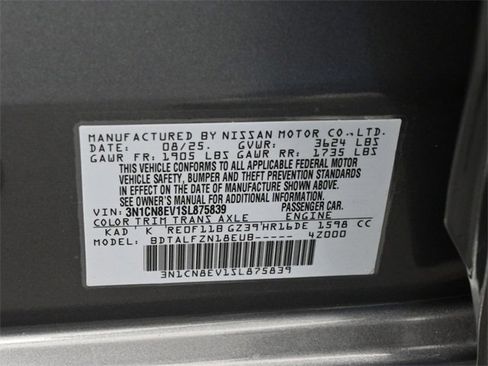 MANUFACTURED BY NISSAN MOTOR CO.,LTD.
DATE: 08/25. GVWR: 3624 LBS
GAWR FR: 1905 LBS GAWR RR: 1735 LBS
THIS VEHICLE CONFORMS TO ALL APPLICABLE FEDERAL MOTOR
VEHICLE SAFETY, BUMPER AND THEFT PREVENTION STANDARDS
IN EFFECT ON THE DATE OF MANUFACTURE SHOWN ABOVE.
SEE OWNER'S MANUAL FOR ADDITIONAL INFORMATION.
VIN: 3N1CN8EV1SL875839 PASSENGER CAR.
COLOR TRIM TRANS AXLE ENGINE
KAD' K RE0F11B GZ39'HR16DE 1598 CC
MODEL: BDTALFZN18EUB----- 4Z000
3N1CN8EV1SL875839